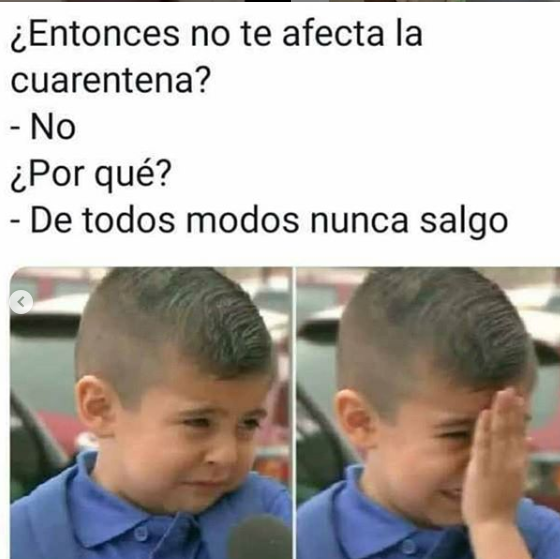 ¿Entonces no te afecta la
cuarentena?
- No
¿Por qué?
- De todos modos nunca salgo